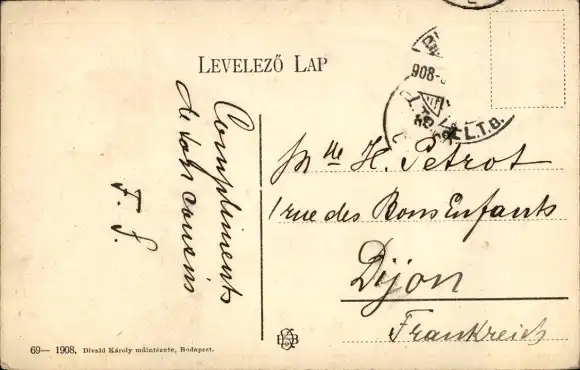 LEVELEZŐ LAP
908-
L.T.B.
Compliments
de votre cousin
F. S.
Mlle H. Petrot
1 rue des Bons Enfants
Dijon
Frankreich
69— 1908. Divald Károly műintézete, Budapest.